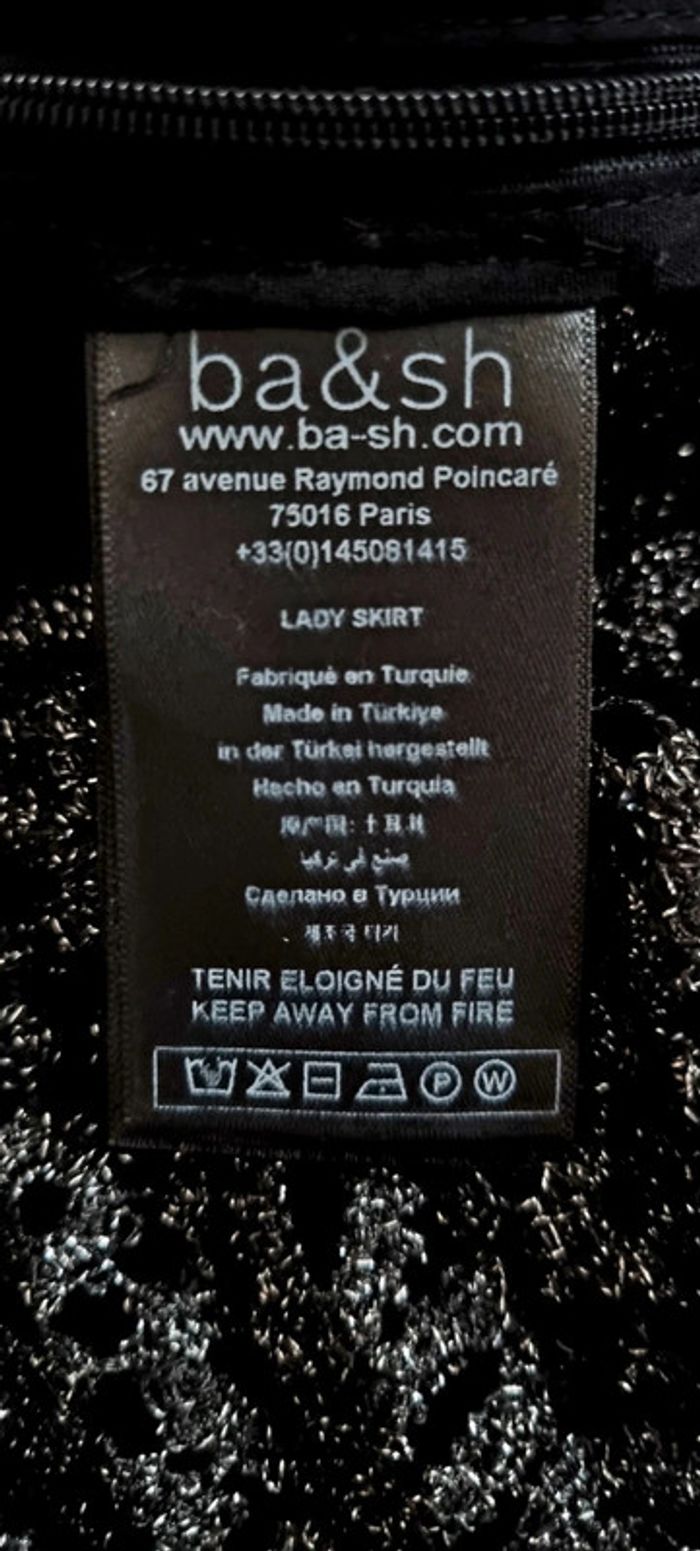 ba&sh
www.ba-sh.com
67 avenue Raymond Poincaré
75016 Paris
+33(0)145081415
LADY SKIRT
Fabriqué en Turquie
Made in Türkiye
in der Türkei hergestellt
Hecho en Turquía
صنع في تركيا
Сделано в Турции
TENIR ELOIGNÉ DU FEU
KEEP AWAY FROM FIRE
P W